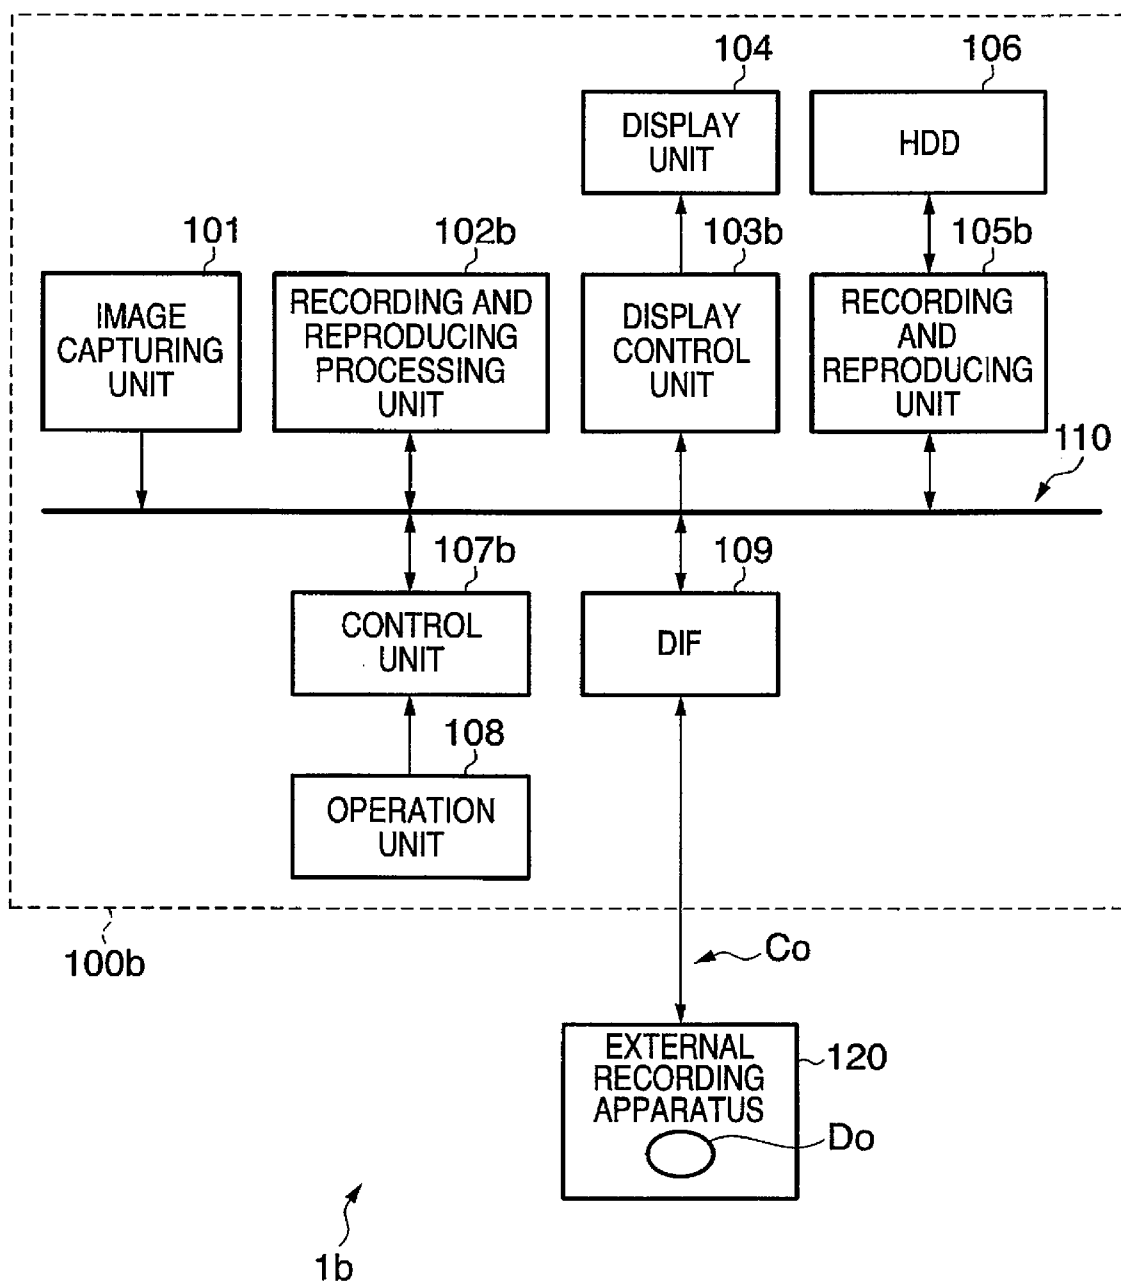 104
106
DISPLAY
UNIT
HDD
101
102b
103b
105b
IMAGE
CAPTURING
UNIT
RECORDING AND
REPRODUCING
PROCESSING
UNIT
DISPLAY
CONTROL
UNIT
RECORDING
AND
REPRODUCING
UNIT
110
107b
109
CONTROL
UNIT
DIF
108
OPERATION
UNIT
100b
Co
EXTERNAL
RECORDING
APPARATUS
120
Do
1b